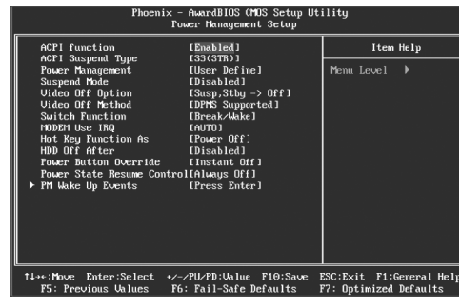 Phoenix - AwardBIOS CMOS Setup Utility
Power Management Setup
ACPI function [Enabled]
ACPI Suspend Type [S3(STR)]
Power Management [User Define]
Suspend Mode [Disabled]
Video Off Option [Susp,Stby -> Off]
Video Off Method [DPMS Supported]
Switch Function [Break/Wake]
MODEM Use IRQ [AUTO]
Hot Key Function As [Power Off]
HDD Off After [Disabled]
Power Button Override [Instant Off]
Power State Resume Control[Always Off]
▶ PM Wake Up Events [Press Enter]
Item Help
Menu Level ▶
↑↓→←:Move Enter:Select +/-/PU/PD:Value F10:Save ESC:Exit F1:General Help
F5: Previous Values F6: Fail-Safe Defaults F7: Optimized Defaults